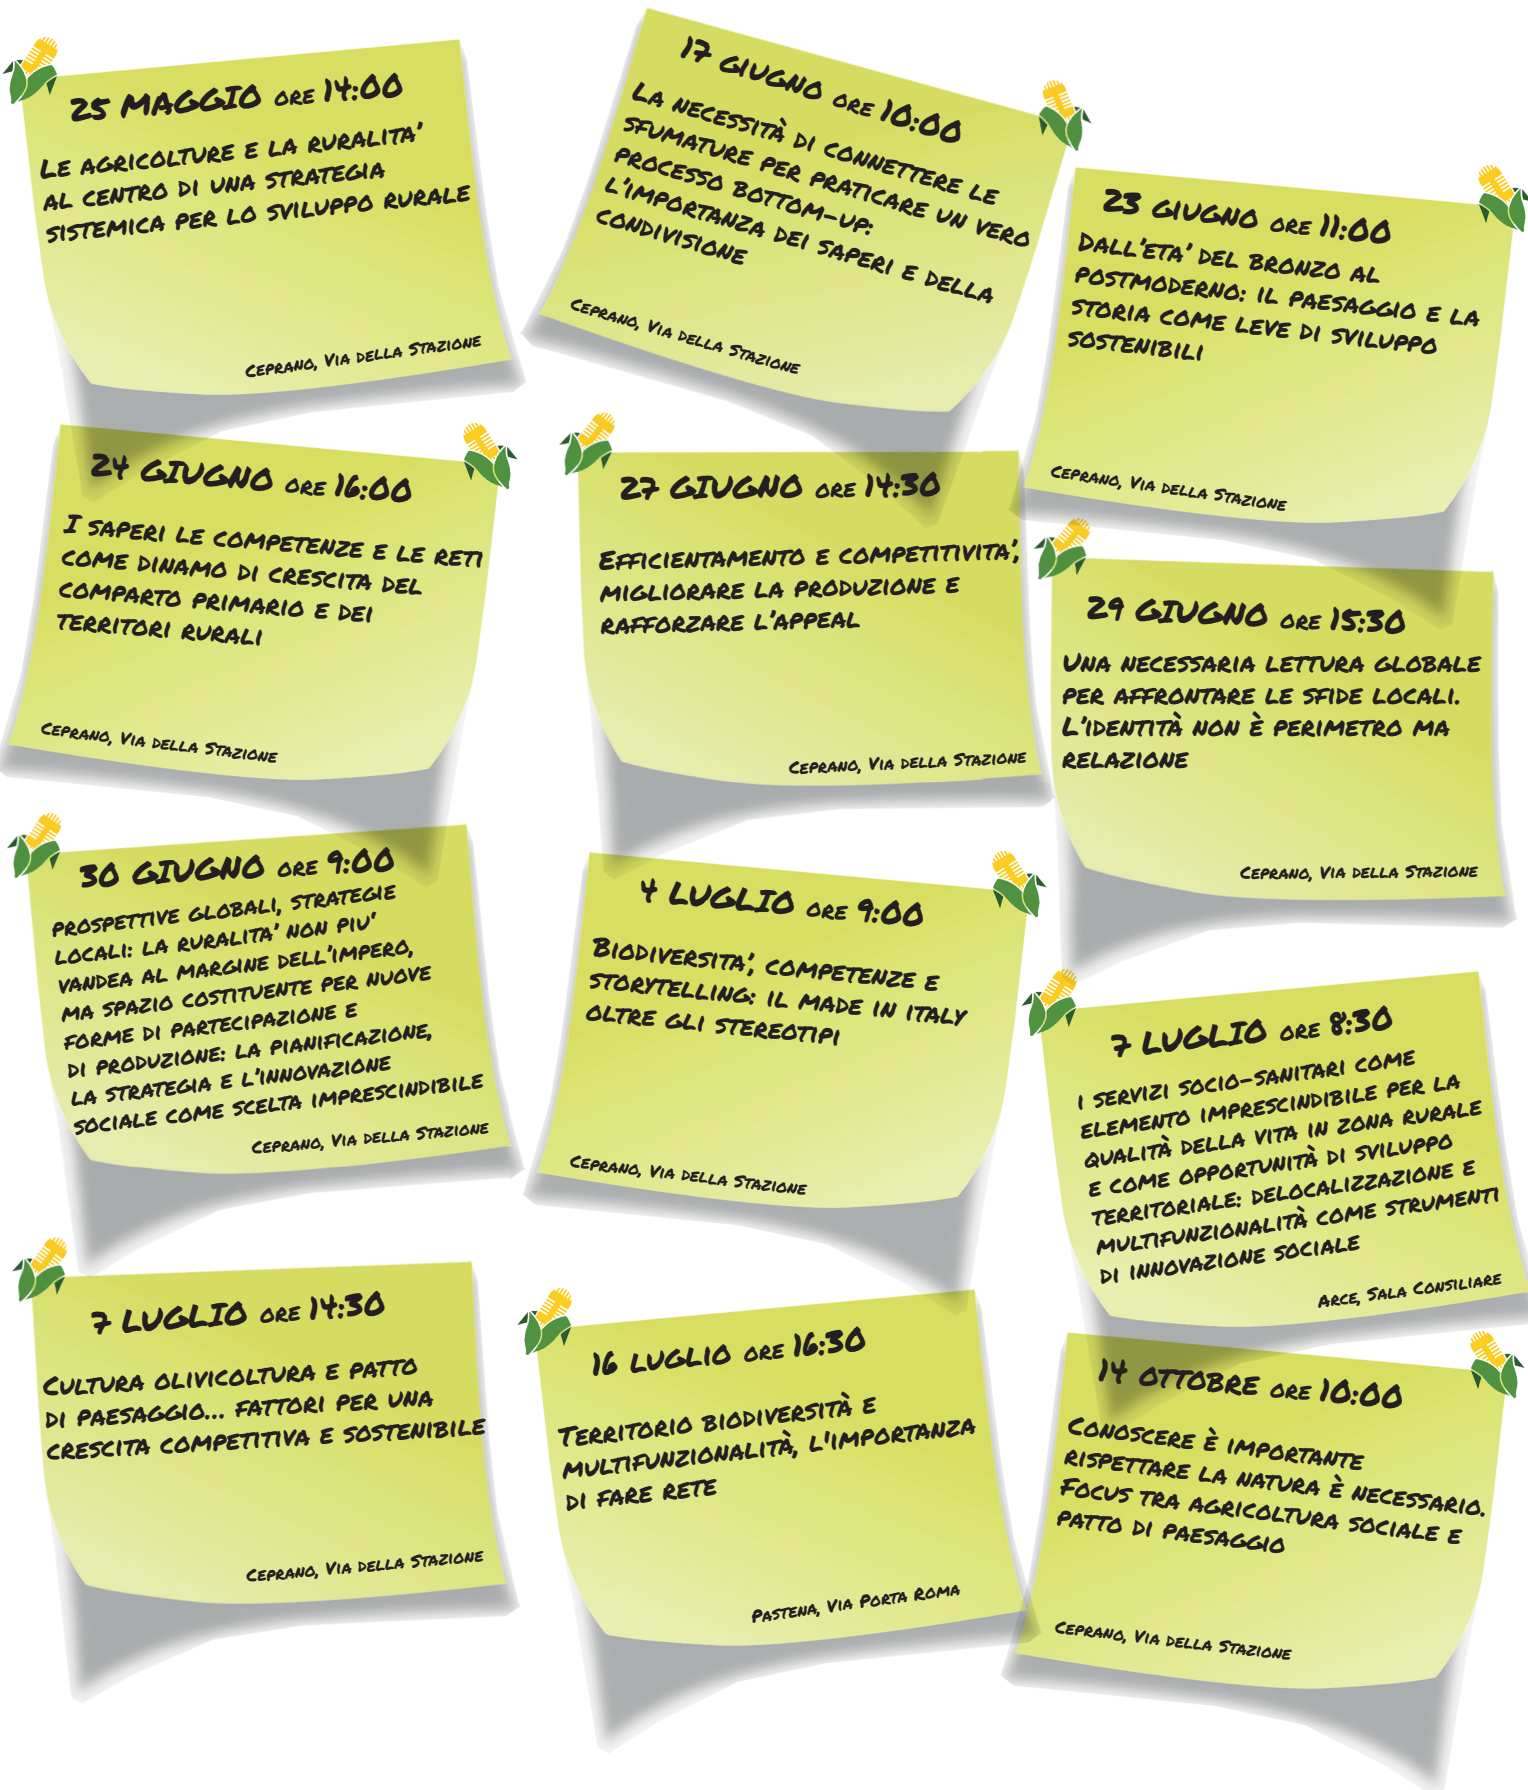 25 MAGGIO ORE 14:00
LE AGRICOLTURE E LA RURALITA'
AL CENTRO DI UNA STRATEGIA
SISTEMICA PER LO SVILUPPO RURALE
CEPRANO, VIA DELLA STAZIONE
17 GIUGNO ORE 10:00
LA NECESSITÀ DI CONNETTERE LE
SFUMATURE PER PRATICARE UN VERO
PROCESSO BOTTOM-UP:
L'IMPORTANZA DEI SAPERI E DELLA
CONDIVISIONE
CEPRANO, VIA DELLA STAZIONE
23 GIUGNO ORE 11:00
DALL'ETA' DEL BRONZO AL
POSTMODERNO: IL PAESAGGIO E LA
STORIA COME LEVE DI SVILUPPO
SOSTENIBILI
CEPRANO, VIA DELLA STAZIONE
24 GIUGNO ORE 16:00
I SAPERI LE COMPETENZE E LE RETI
COME DINAMO DI CRESCITA DEL
COMPARTO PRIMARIO E DEI
TERRITORI RURALI
CEPRANO, VIA DELLA STAZIONE
27 GIUGNO ORE 14:30
EFFICIENTAMENTO E COMPETITIVITA',
MIGLIORARE LA PRODUZIONE E
RAFFORZARE L'APPEAL
CEPRANO, VIA DELLA STAZIONE
29 GIUGNO ORE 15:30
UNA NECESSARIA LETTURA GLOBALE
PER AFFRONTARE LE SFIDE LOCALI.
L'IDENTITÀ NON È PERIMETRO MA
RELAZIONE
CEPRANO, VIA DELLA STAZIONE
30 GIUGNO ORE 9:00
PROSPETTIVE GLOBALI, STRATEGIE
LOCALI: LA RURALITA' NON PIU'
VANDEA AL MARGINE DELL'IMPERO,
MA SPAZIO COSTITUENTE PER NUOVE
FORME DI PARTECIPAZIONE E
DI PRODUZIONE: LA PIANIFICAZIONE,
LA STRATEGIA E L'INNOVAZIONE
SOCIALE COME SCELTA IMPRESCINDIBILE
CEPRANO, VIA DELLA STAZIONE
4 LUGLIO ORE 9:00
BIODIVERSITA', COMPETENZE E
STORYTELLING: IL MADE IN ITALY
OLTRE GLI STEREOTIPI
CEPRANO, VIA DELLA STAZIONE
7 LUGLIO ORE 8:30
I SERVIZI SOCIO-SANITARI COME
ELEMENTO IMPRESCINDIBILE PER LA
QUALITÀ DELLA VITA IN ZONA RURALE
E COME OPPORTUNITÀ DI SVILUPPO
TERRITORIALE: DELOCALIZZAZIONE E
MULTIFUNZIONALITÀ COME STRUMENTI
DI INNOVAZIONE SOCIALE
ARCE, SALA CONSILIARE
7 LUGLIO ORE 14:30
CULTURA OLIVICOLTURA E PATTO
DI PAESAGGIO... FATTORI PER UNA
CRESCITA COMPETITIVA E SOSTENIBILE
CEPRANO, VIA DELLA STAZIONE
16 LUGLIO ORE 16:30
TERRITORIO BIODIVERSITÀ E
MULTIFUNZIONALITÀ, L'IMPORTANZA
DI FARE RETE
PASTENA, VIA PORTA ROMA
14 OTTOBRE ORE 10:00
CONOSCERE È IMPORTANTE
RISPETTARE LA NATURA È NECESSARIO.
FOCUS TRA AGRICOLTURA SOCIALE E
PATTO DI PAESAGGIO
CEPRANO, VIA DELLA STAZIONE